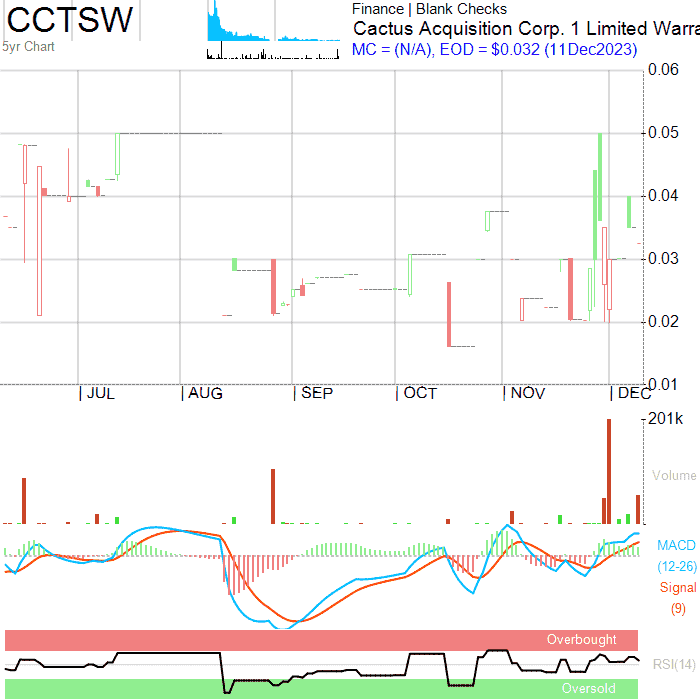 CCTSW
5yr Chart
Finance | Blank Checks
Cactus Acquisition Corp. 1 Limited Warra
MC = (N/A), EOD = $0.032 (11Dec2023)
0.06
0.05
0.04
0.03
0.02
0.01
| JUL | AUG | SEP | OCT | NOV | DEC
201k
Volume
MACD
(12-26)
Signal
(9)
Overbought
RSI(14)
Oversold